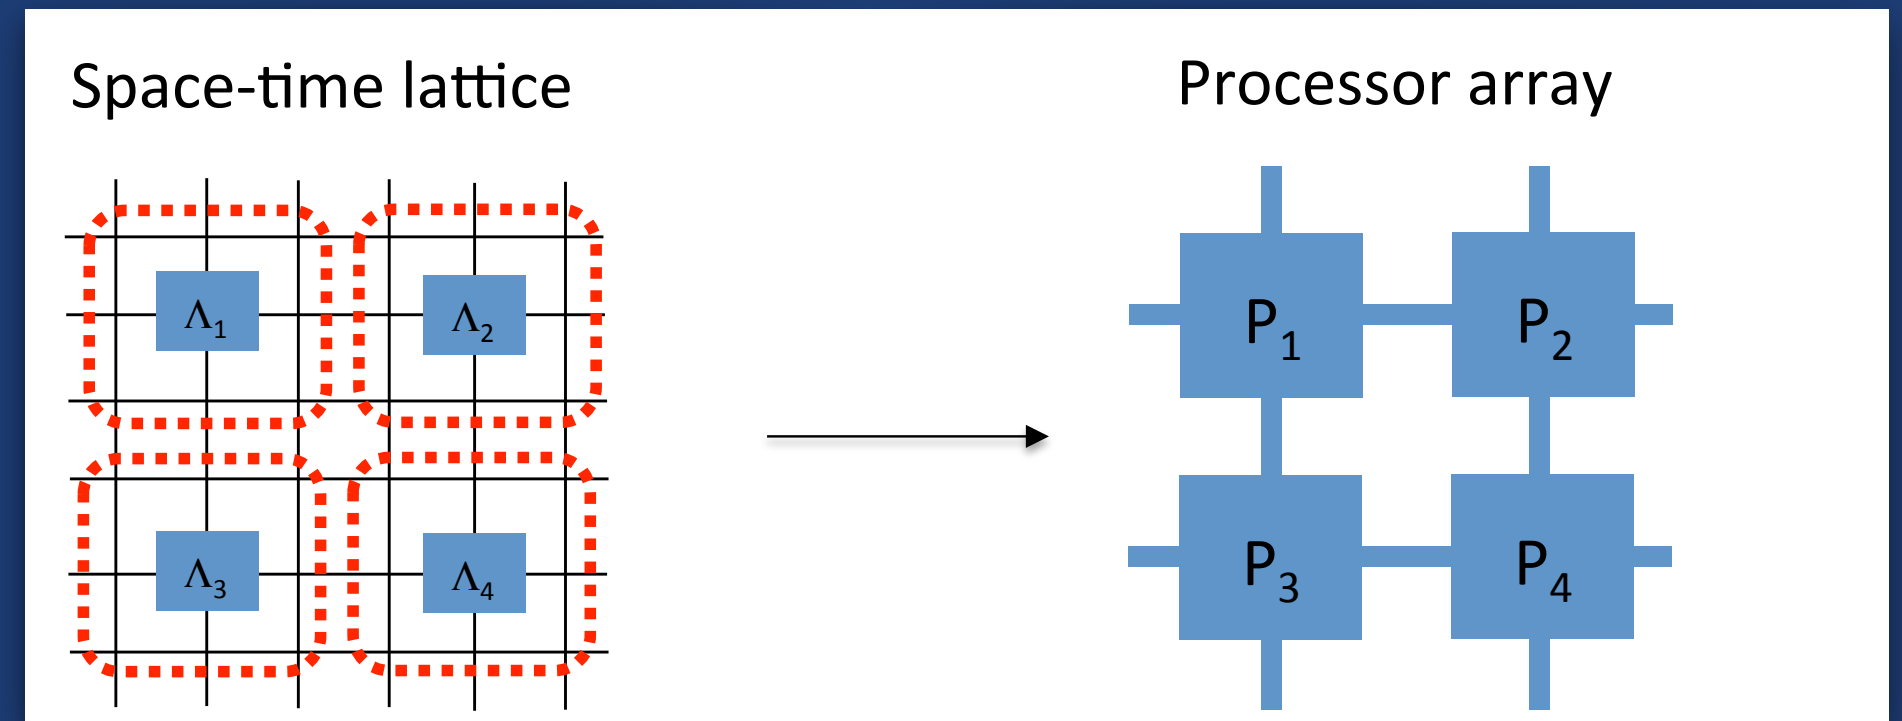 Space-time lattice
Processor array
Λ₁
Λ₂
P₁
P₂
Λ₃
Λ₄
P₃
P₄